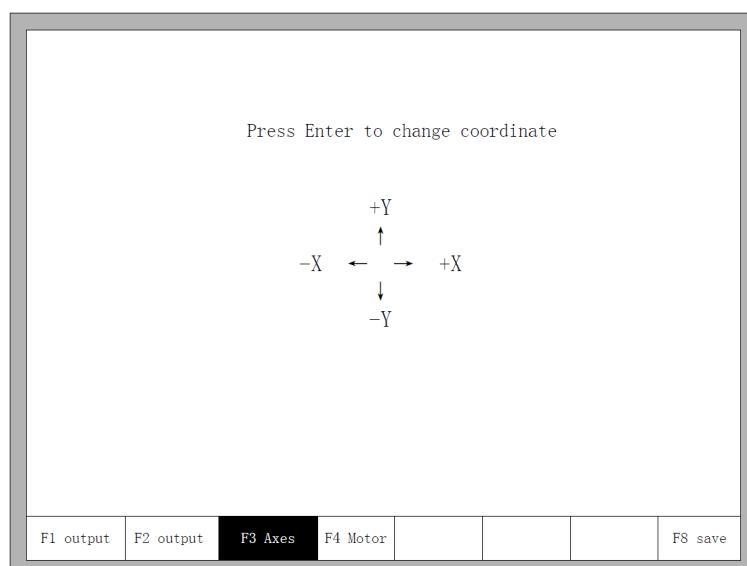 Press Enter to change coordinate
+Y
↑
-X ← → +X
↓
-Y
F1 output F2 output F3 Axes F4 Motor F8 save